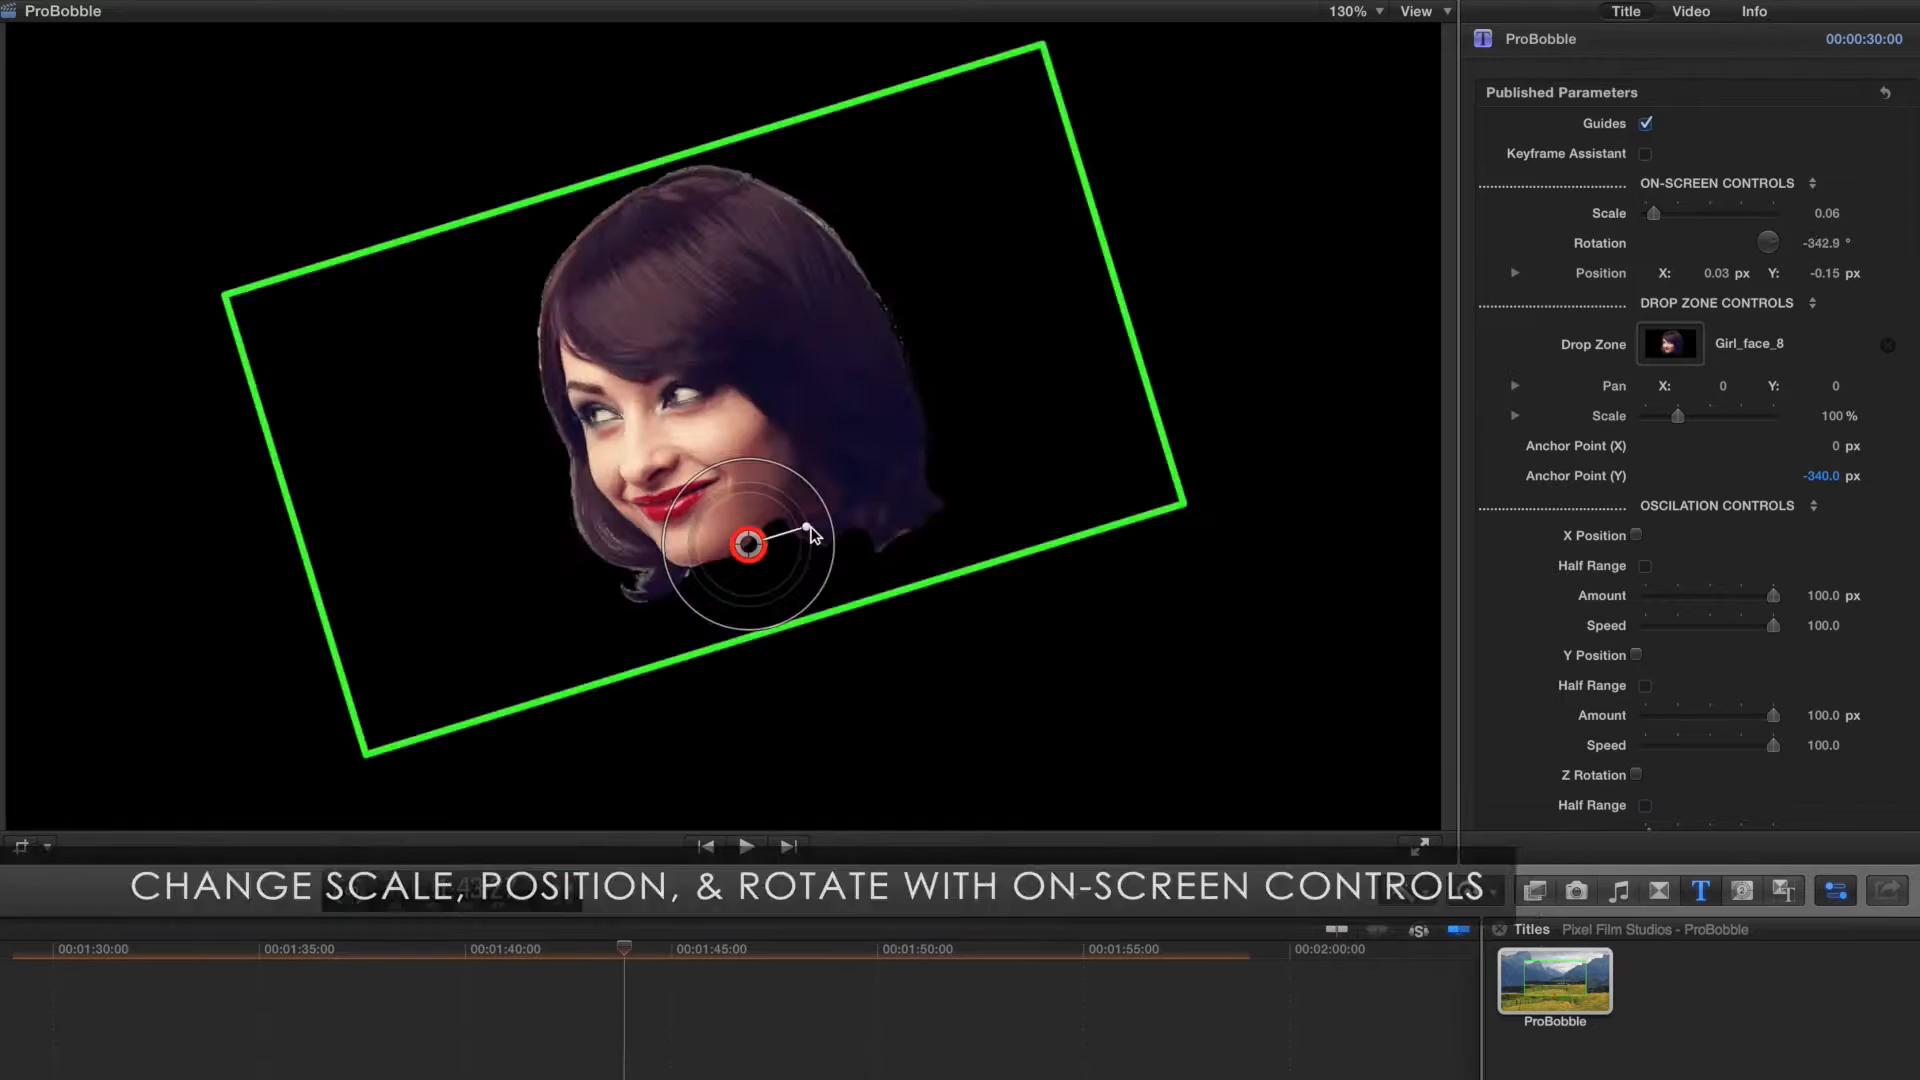 ProBobble
130%
View
Title Video Info
ProBobble 00:00:30:00
Published Parameters
Guides
Keyframe Assistant
ON-SCREEN CONTROLS
Scale 0.06
Rotation -342.9 °
Position X: 0.03 px Y: -0.15 px
DROP ZONE CONTROLS
Drop Zone Girl_face_8
Pan X: 0 Y: 0
Scale 100 %
Anchor Point (X) 0 px
Anchor Point (Y) -340.0 px
OSCILATION CONTROLS
X Position
Half Range
Amount 100.0 px
Speed 100.0
Y Position
Half Range
Amount 100.0 px
Speed 100.0
Z Rotation
Half Range
CHANGE SCALE, POSITION, & ROTATE WITH ON-SCREEN CONTROLS
00:01:30:00 00:01:35:00 00:01:40:00 00:01:45:00 00:01:50:00 00:01:55:00 00:02:00:00
Titles Pixel Film Studios - ProBobble
ProBobble